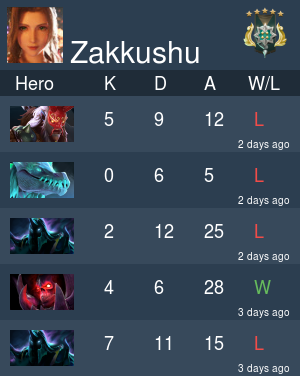 Zakkushu
Hero K D A W/L
5 9 12 L
2 days ago
0 6 5 L
2 days ago
2 12 25 L
2 days ago
4 6 28 W
3 days ago
7 11 15 L
3 days ago